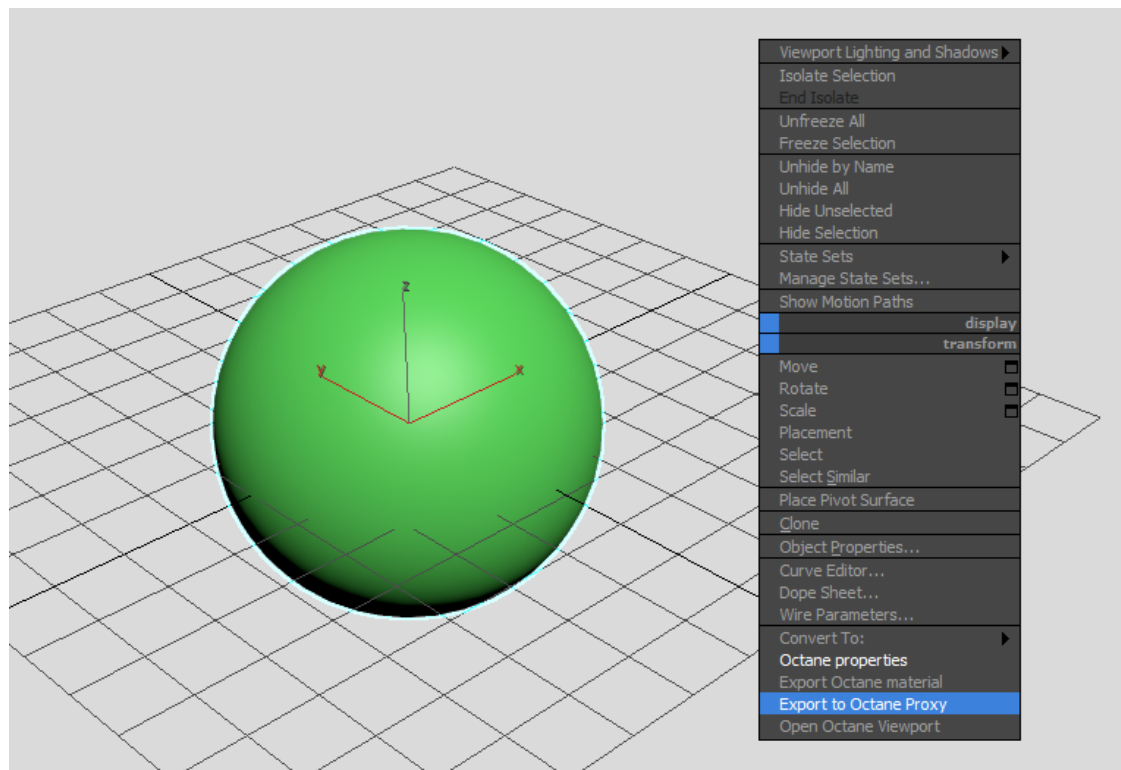 z
y
x
Viewport Lighting and Shadows
Isolate Selection
End Isolate
Unfreeze All
Freeze Selection
Unhide by Name
Unhide All
Hide Unselected
Hide Selection
State Sets
Manage State Sets...
Show Motion Paths
display
transform
Move
Rotate
Scale
Placement
Select
Select Similar
Place Pivot Surface
Clone
Object Properties...
Curve Editor...
Dope Sheet...
Wire Parameters...
Convert To:
Octane properties
Export Octane material
Export to Octane Proxy
Open Octane Viewport